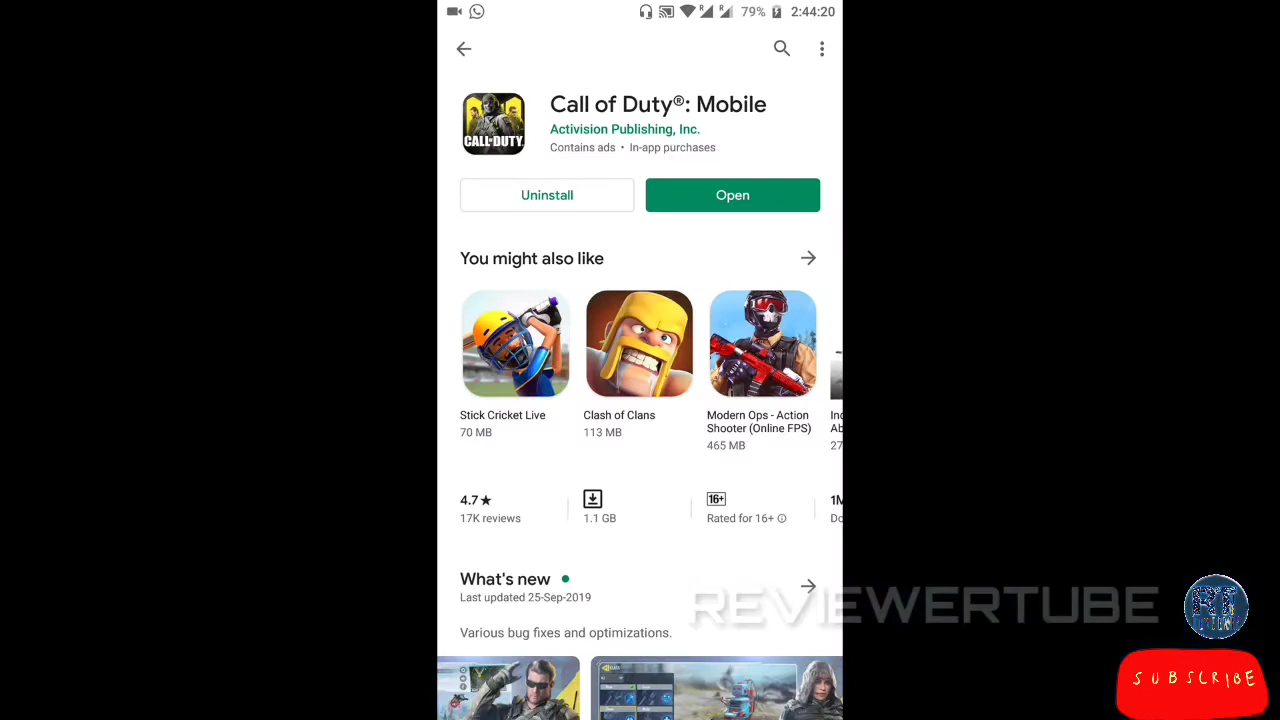 79% 2:44:20
Call of Duty®: Mobile
Activision Publishing, Inc.
Contains ads • In-app purchases
CALL OF DUTY
Uninstall
Open
You might also like
Stick Cricket Live
70 MB
Clash of Clans
113 MB
Modern Ops - Action
Shooter (Online FPS)
465 MB
4.7★
17K reviews
1.1 GB
16+
Rated for 16+
What's new
Last updated 25-Sep-2019
Various bug fixes and optimizations.
REVIEWERTUBE
SUBSCRIBE